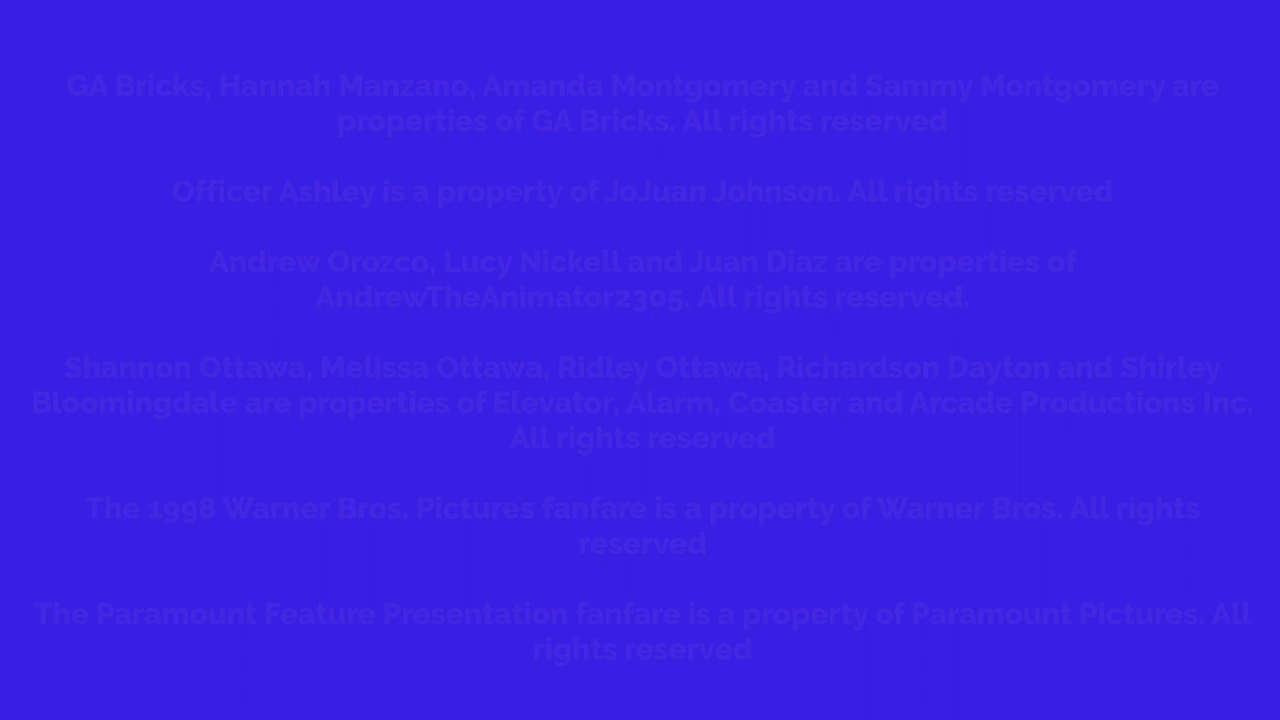 GA Bricks, Hannah Manzano, Amanda Montgomery and Sammy Montgomery are
properties of GA Bricks. All rights reserved
Officer Ashley is a property of JoJuan Johnson. All rights reserved
Andrew Orozco, Lucy Nickell and Juan Diaz are properties of
AndrewTheAnimator2305. All rights reserved.
Shannon Ottawa, Melissa Ottawa, Ridley Ottawa, Richardson Dayton and Shirley
Bloomingdale are properties of Elevator, Alarm, Coaster and Arcade Productions Inc.
All rights reserved
The 1998 Warner Bros. Pictures fanfare is a property of Warner Bros. All rights
reserved
The Paramount Feature Presentation fanfare is a property of Paramount Pictures. All
rights reserved